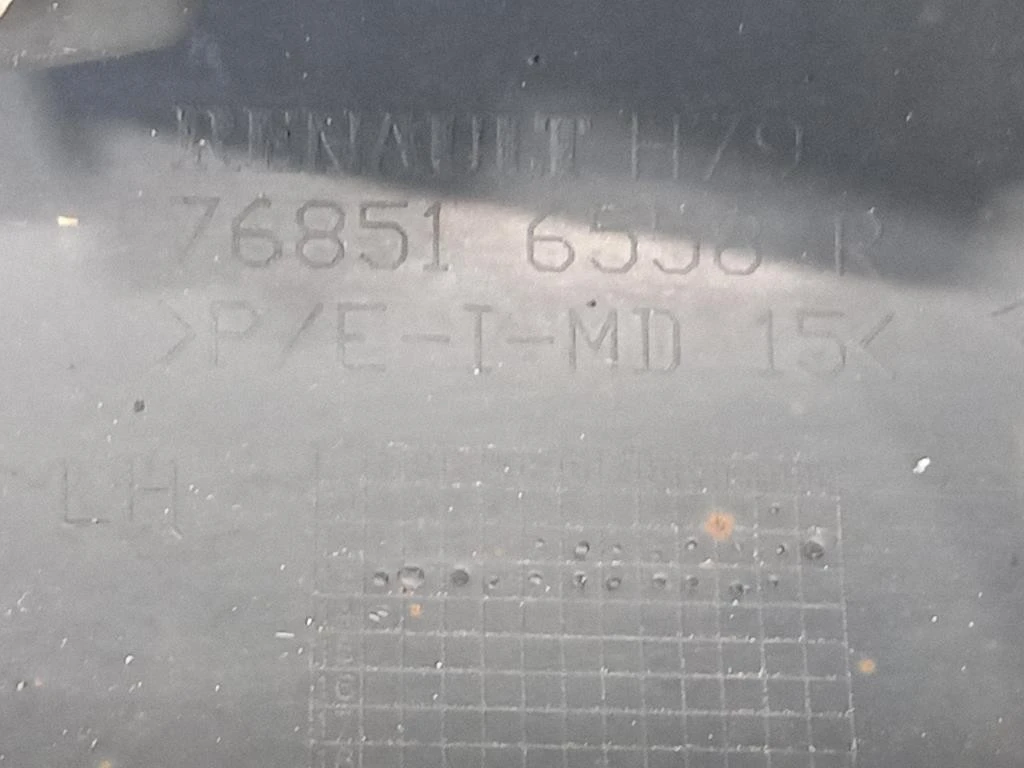 RENAULT H79
76851 6558 R
>P/E-I-MD 15<
LH